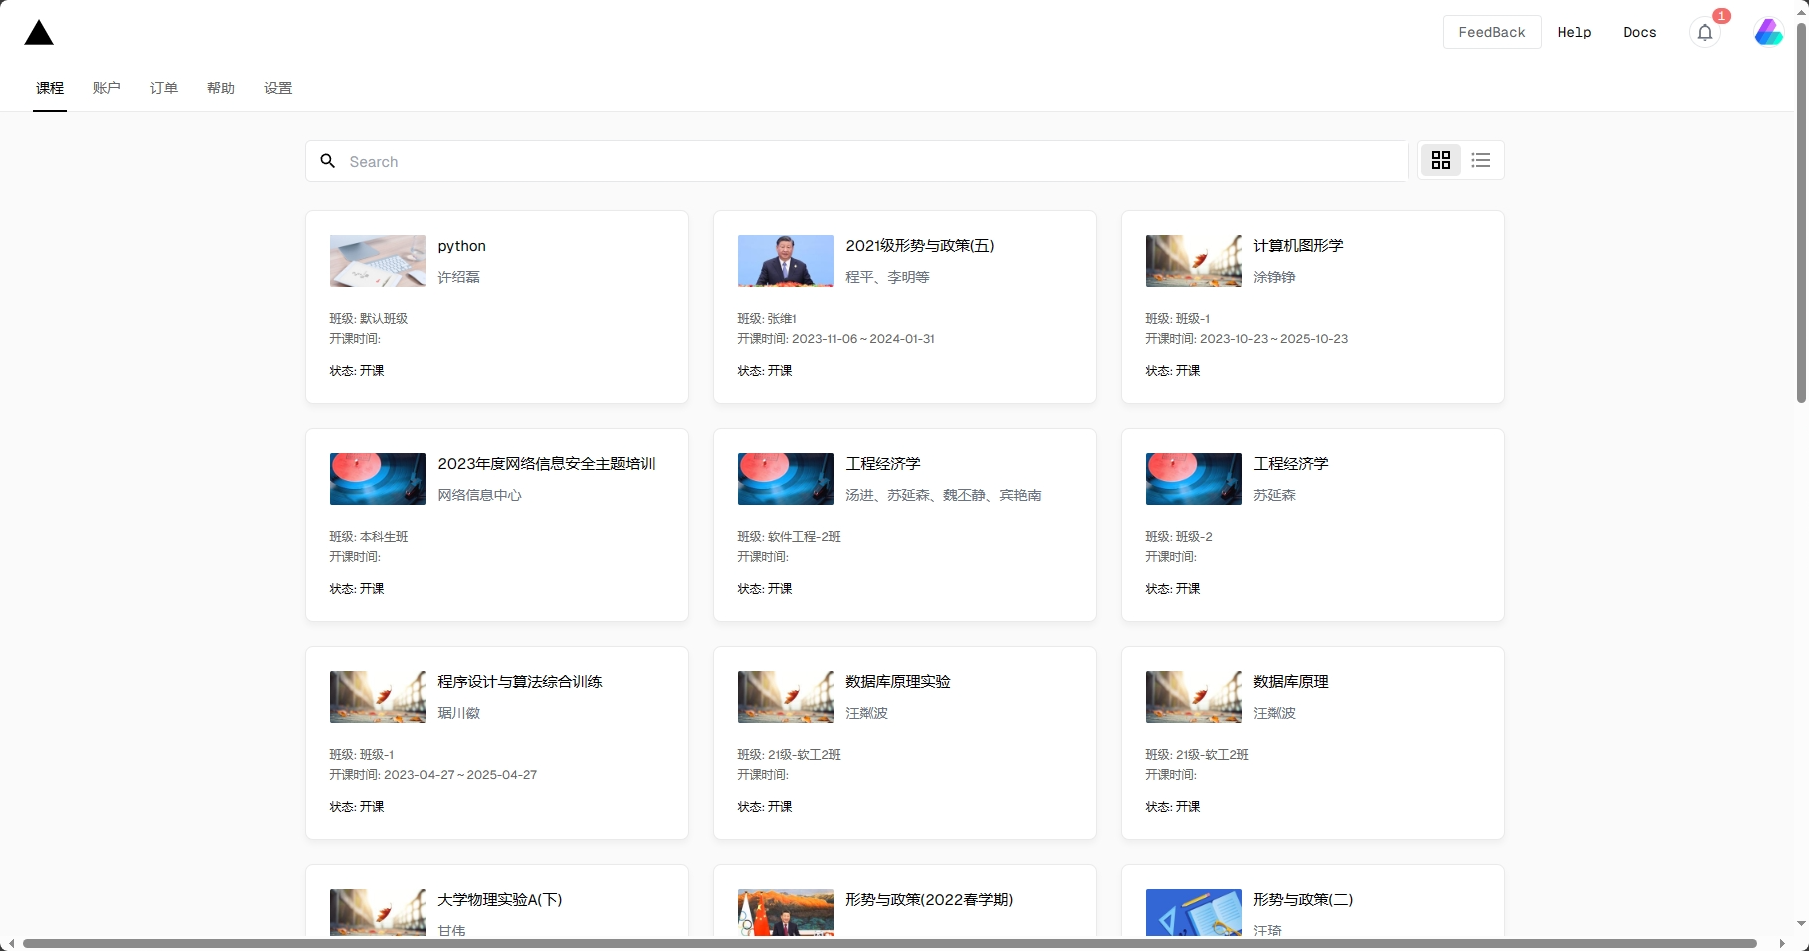 FeedBack
Help
Docs
1
课程
账户
订单
帮助
设置
Search
python
许绍磊
班级: 默认班级
开课时间:
状态: 开课
2021级形势与政策(五)
程平、李明等
班级: 张维1
开课时间: 2023-11-06 ~ 2024-01-31
状态: 开课
计算机图形学
涂铮铮
班级: 班级-1
开课时间: 2023-10-23 ~ 2025-10-23
状态: 开课
2023年度网络信息安全主题培训
网络信息中心
班级: 本科生班
开课时间:
状态: 开课
工程经济学
汤进、苏延森、魏丕静、宾艳南
班级: 软件工程-2班
开课时间:
状态: 开课
工程经济学
苏延森
班级: 班级-2
开课时间:
状态: 开课
程序设计与算法综合训练
琚川徽
班级: 班级-1
开课时间: 2023-04-27 ~ 2025-04-27
状态: 开课
数据库原理实验
汪粼波
班级: 21级-软工2班
开课时间:
状态: 开课
数据库原理
汪粼波
班级: 21级-软工2班
开课时间:
状态: 开课
大学物理实验A(下)
甘伟
形势与政策(2022春学期)
形势与政策(二)
汪琦